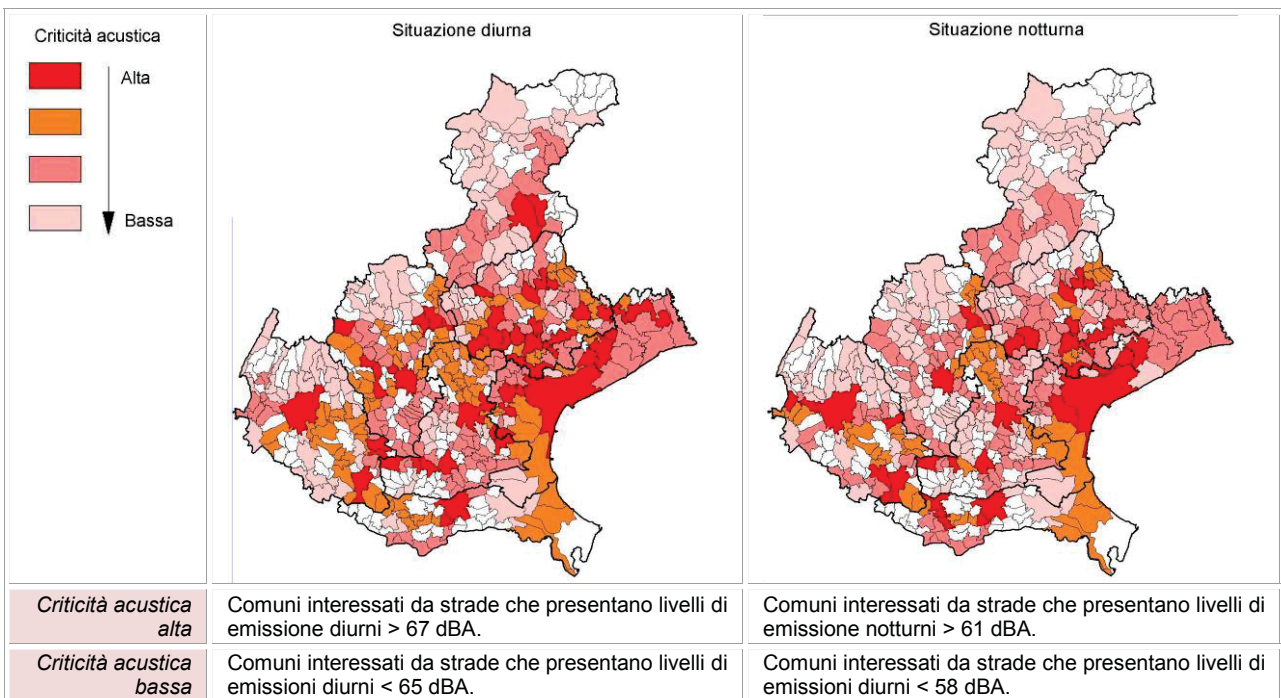 Criticità acustica
Alta
Bassa
Situazione diurna
Situazione notturna
Criticità acustica
alta
Comuni interessati da strade che presentano livelli di
emissione diurni > 67 dBA.
Comuni interessati da strade che presentano livelli di
emissione notturni > 61 dBA.
Criticità acustica
bassa
Comuni interessati da strade che presentano livelli di
emissioni diurni < 65 dBA.
Comuni interessati da strade che presentano livelli di
emissioni diurni < 58 dBA.